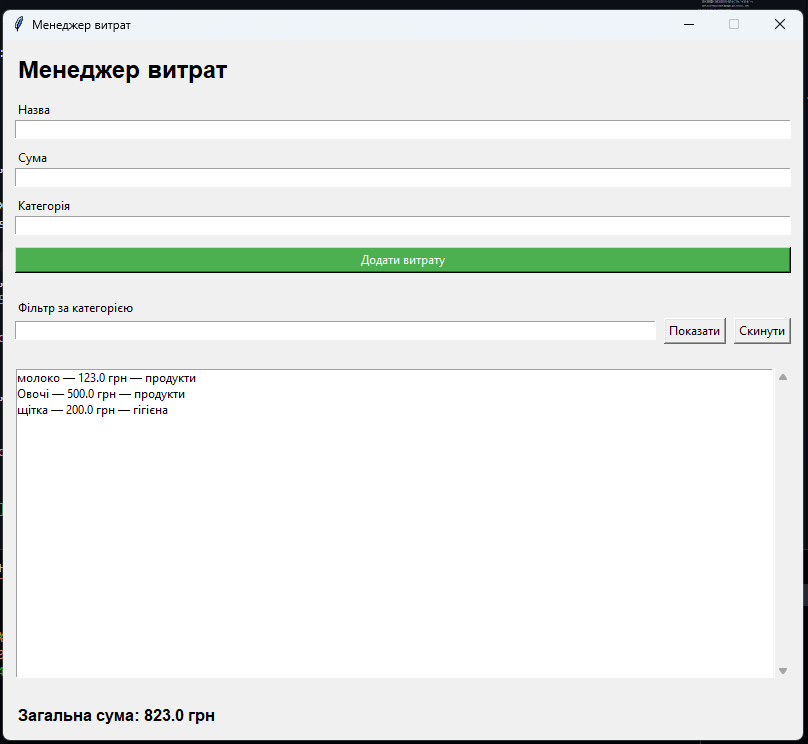 Менеджер витрат
Менеджер витрат
Назва
Сума
Категорія
Додати витрату
Фільтр за категорією
Показати Скинути
молоко — 123.0 грн — продукти
Овочі — 500.0 грн — продукти
щітка — 200.0 грн — гігієна
Загальна сума: 823.0 грн